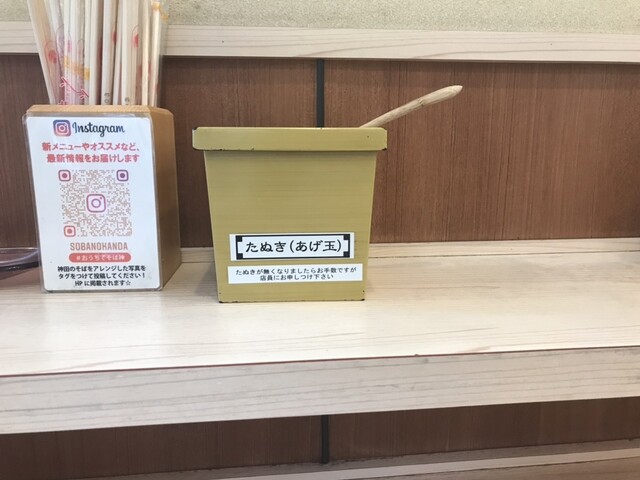 Instagram
新メニューやオススメなど、
最新情報をお届けします
SOBANOKANDA
#おうちでそば神
神田のそばをアレンジした写真を
タグをつけて投稿してください!
HPに掲載されます☆
たぬき(あげ玉)
たぬきが無くなりましたらお手数ですが
店員にお申しつけ下さい